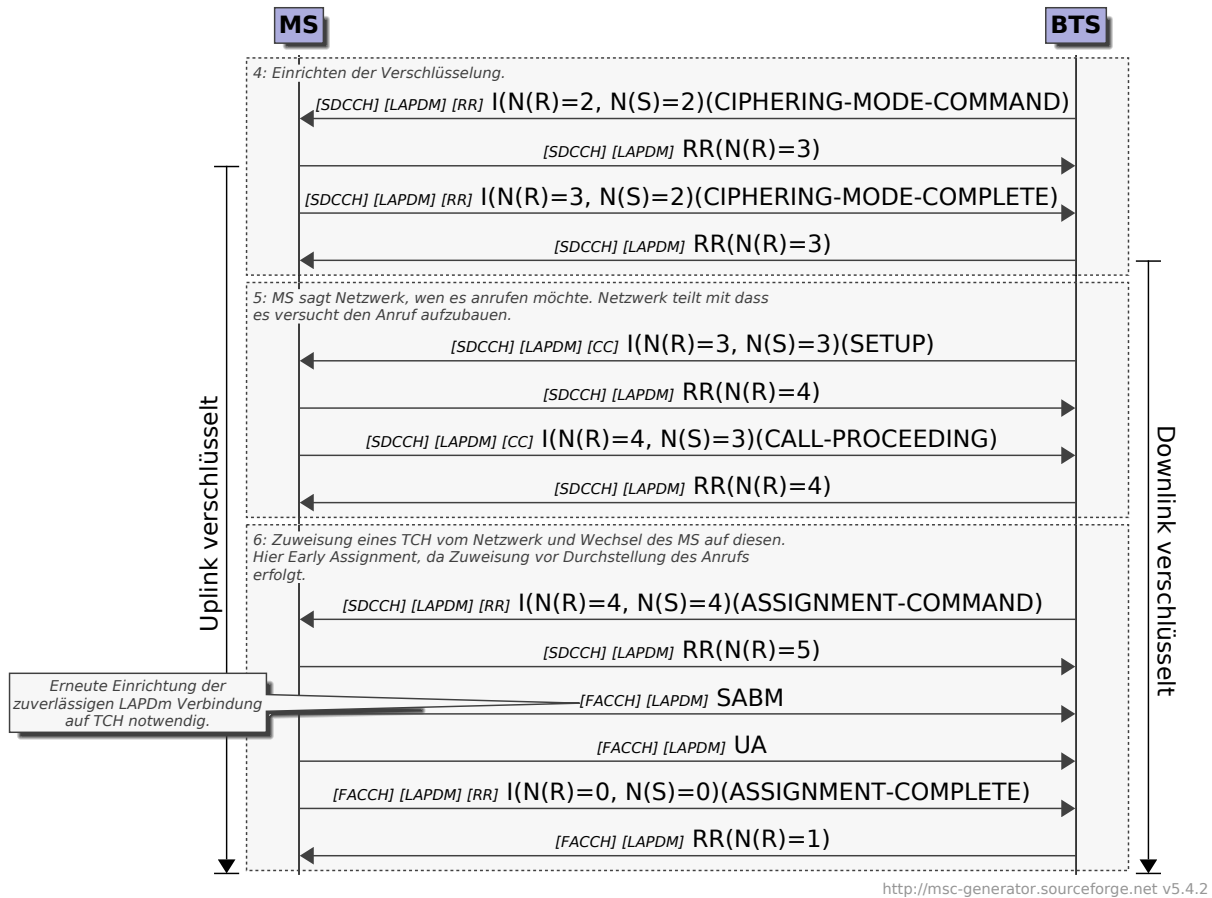 MS
BTS
4: Einrichten der Verschlüsselung.
[SDCCH] [LAPDM] [RR] I(N(R)=2, N(S)=2)(CIPHERING-MODE-COMMAND)
[SDCCH] [LAPDM] RR(N(R)=3)
[SDCCH] [LAPDM] [RR] I(N(R)=3, N(S)=2)(CIPHERING-MODE-COMPLETE)
[SDCCH] [LAPDM] RR(N(R)=3)
5: MS sagt Netzwerk, wen es anrufen möchte. Netzwerk teilt mit dass
es versucht den Anruf aufzubauen.
[SDCCH] [LAPDM] [CC] I(N(R)=3, N(S)=3)(SETUP)
[SDCCH] [LAPDM] RR(N(R)=4)
[SDCCH] [LAPDM] [CC] I(N(R)=4, N(S)=3)(CALL-PROCEEDING)
[SDCCH] [LAPDM] RR(N(R)=4)
Uplink verschlüsselt
Downlink verschlüsselt
6: Zuweisung eines TCH vom Netzwerk und Wechsel des MS auf diesen.
Hier Early Assignment, da Zuweisung vor Durchstellung des Anrufs
erfolgt.
[SDCCH] [LAPDM] [RR] I(N(R)=4, N(S)=4)(ASSIGNMENT-COMMAND)
[SDCCH] [LAPDM] RR(N(R)=5)
Erneute Einrichtung der
zuverlässigen LAPDm Verbindung
auf TCH notwendig.
[FACCH] [LAPDM] SABM
[FACCH] [LAPDM] UA
[FACCH] [LAPDM] [RR] I(N(R)=0, N(S)=0)(ASSIGNMENT-COMPLETE)
[FACCH] [LAPDM] RR(N(R)=1)
http://msc-generator.sourceforge.net v5.4.2